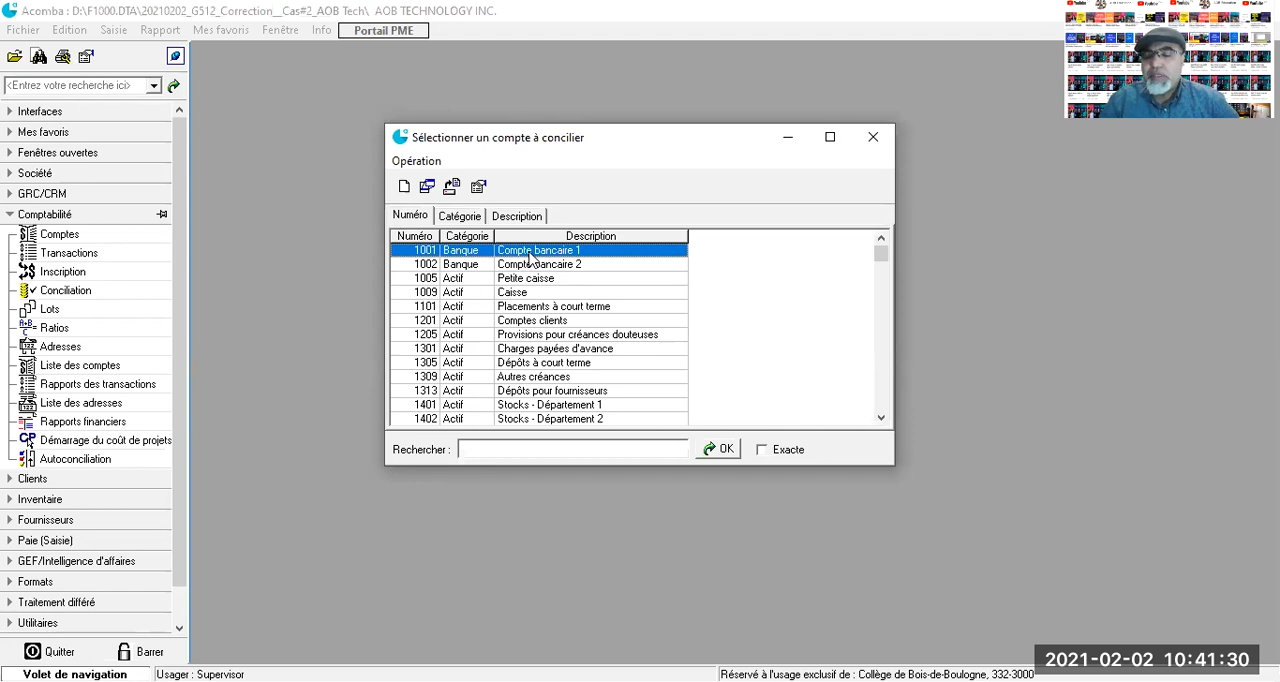 Acomba : D:\F1000.DTA\20210202_G512_Correction__Cas#2_AOB Tech\ AOB TECHNOLOGY INC
Fichier Edition Saisie Rapport Mes favoris Fenêtre Info Portail PME
<Entrez votre recherche ici>
Interfaces
Mes favoris
Fenêtres ouvertes
Société
GRC/CRM
Comptabilité
Comptes
Transactions
Inscription
Conciliation
Lots
Ratios
Adresses
Liste des comptes
Rapports des transactions
Liste des adresses
Rapports financiers
Démarrage du coût de projets
Autoconciliation
Clients
Inventaire
Fournisseurs
Paie (Saisie)
GEF/Intelligence d'affaires
Formats
Traitement différé
Utilitaires
Quitter Barrer
Sélectionner un compte à concilier
Opération
Numéro Catégorie Description
Numéro Catégorie Description
1001 Banque Compte bancaire 1
1002 Banque Compte bancaire 2
1005 Actif Petite caisse
1009 Actif Caisse
1101 Actif Placements à court terme
1201 Actif Comptes clients
1205 Actif Provisions pour créances douteuses
1301 Actif Charges payées d'avance
1305 Actif Dépôts à court terme
1309 Actif Autres créances
1313 Actif Dépôts pour fournisseurs
1401 Actif Stocks - Département 1
1402 Actif Stocks - Département 2
Rechercher : OK Exacte
2021-02-02 10:41:30
Volet de navigation Usager : Supervisor Réservé à l'usage exclusif de : Collège de Bois-de-Boulogne, 332-3000